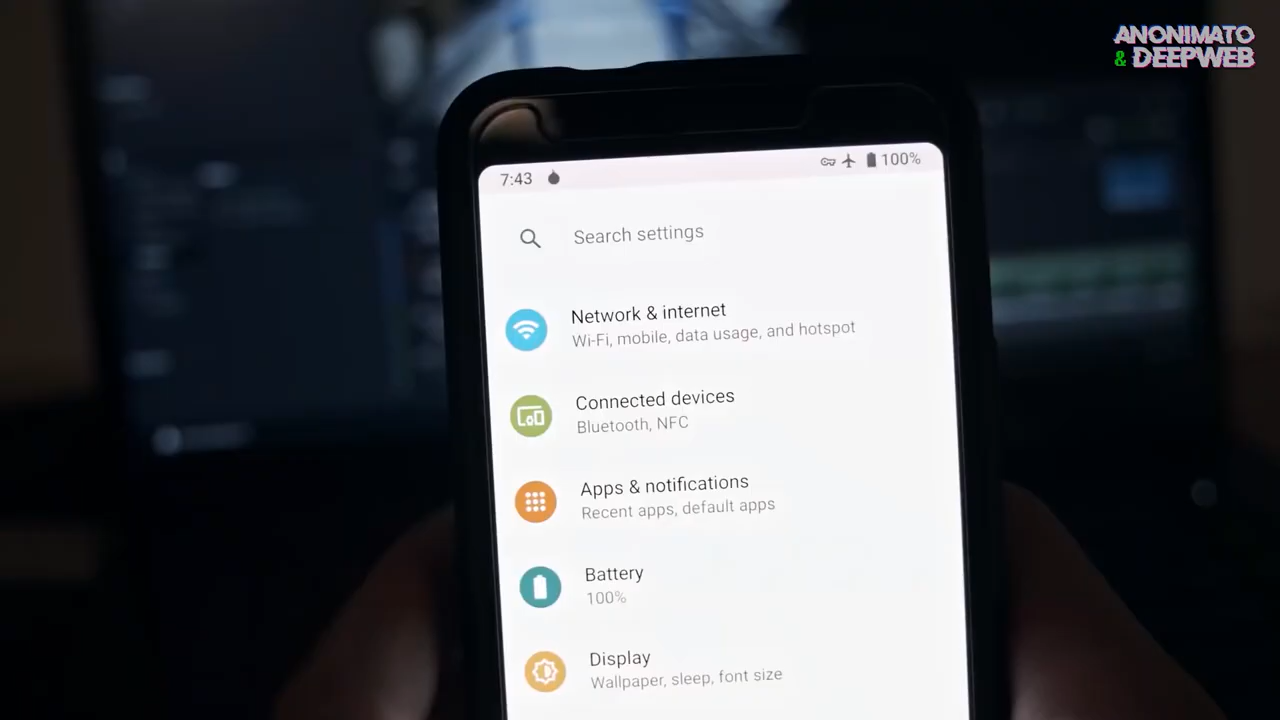 ANONIMATO
& DEEPWEB
7:43 100%
Search settings
Network & internet
Wi-Fi, mobile, data usage, and hotspot
Connected devices
Bluetooth, NFC
Apps & notifications
Recent apps, default apps
Battery
100%
Display
Wallpaper, sleep, font size